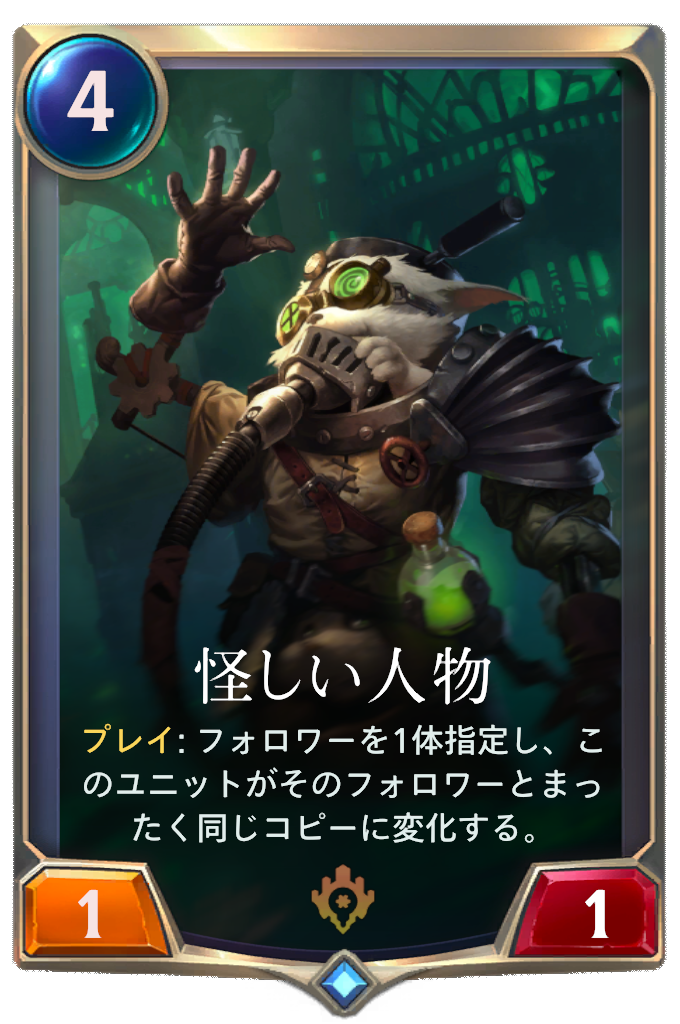 4
怪しい人物
プレイ: フォロワーを1体指定し、こ
のユニットがそのフォロワーとまっ
たく同じコピーに変化する。
1
1